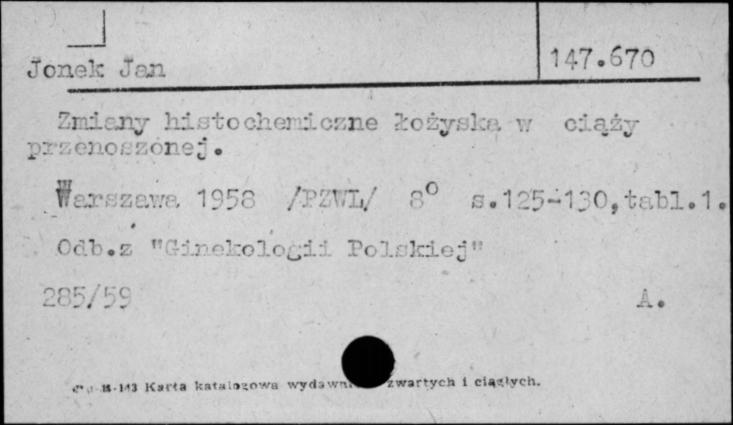 147.670
Jonek Jan
Zmiany histochemiczne łożyska w ciąży
przenoszonej.
Warszawa 1958 /PZWL/ 8° s.125-130,tabl.1.
Odb.z "Ginekologii Polskiej"
285/59 A.
Karta katalogowa zwartych i ciągłych.